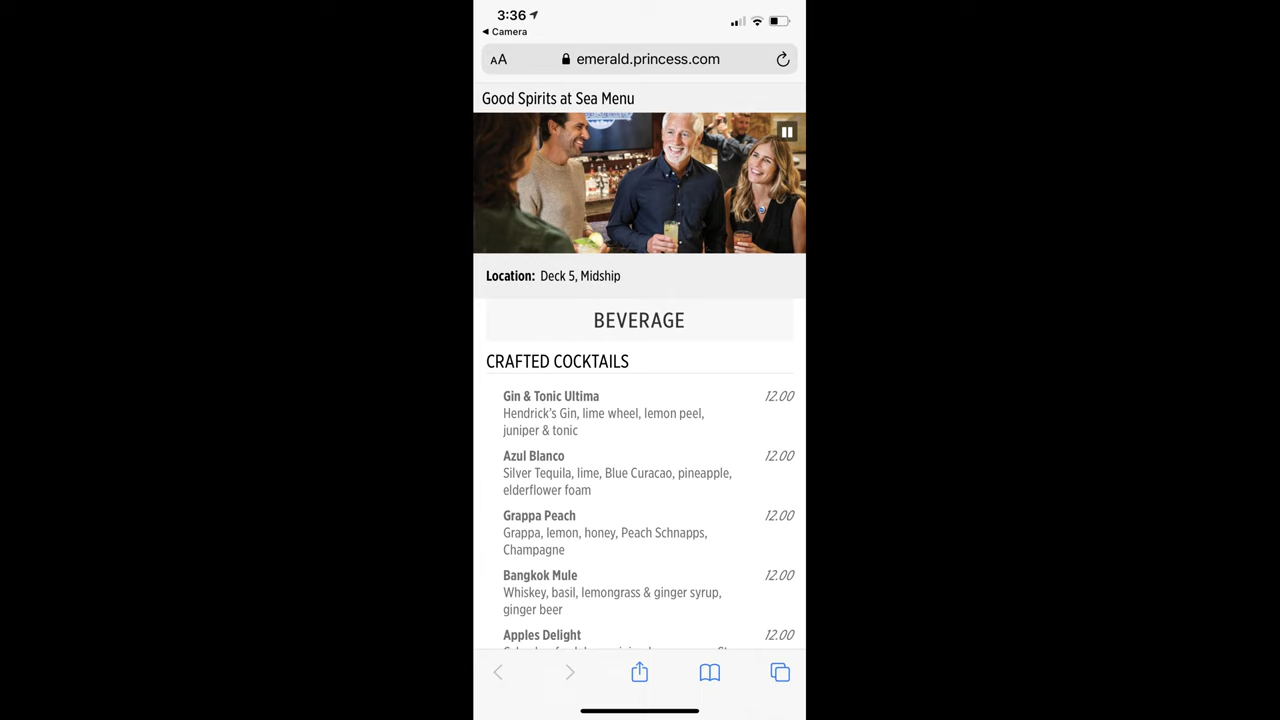 3:36
Camera
AA emerald.princess.com
Good Spirits at Sea Menu
Location: Deck 5, Midship
BEVERAGE
CRAFTED COCKTAILS
Gin & Tonic Ultima 12.00
Hendrick's Gin, lime wheel, lemon peel,
juniper & tonic
Azul Blanco 12.00
Silver Tequila, lime, Blue Curacao, pineapple,
elderflower foam
Grappa Peach 12.00
Grappa, lemon, honey, Peach Schnapps,
Champagne
Bangkok Mule 12.00
Whiskey, basil, lemongrass & ginger syrup,
ginger beer
Apples Delight 12.00